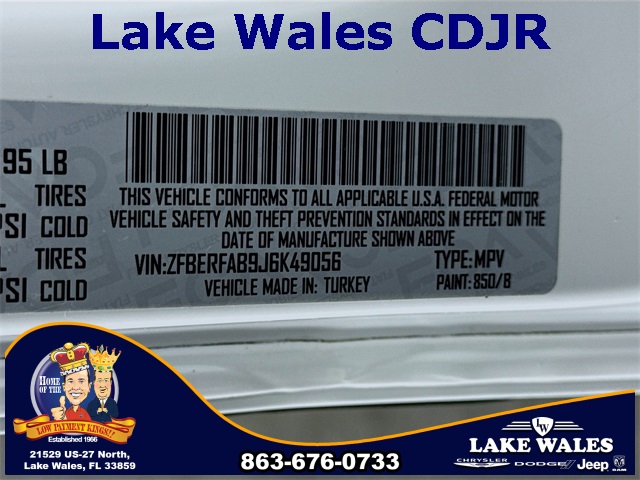 Lake Wales CDJR
95 LB
TIRES
PSI COLD
TIRES
PSI COLD
THIS VEHICLE CONFORMS TO ALL APPLICABLE U.S.A. FEDERAL MOTOR
VEHICLE SAFETY AND THEFT PREVENTION STANDARDS IN EFFECT ON THE
DATE OF MANUFACTURE SHOWN ABOVE
VIN:ZFBERFAB9J6K49056 TYPE:MPV
VEHICLE MADE IN: TURKEY PAINT: 850/B
HOME OF THE
LOW PAYMENT KINGS!!
Established 1966
21529 US-27 North,
Lake Wales, FL 33859
863-676-0733
LW
LAKE WALES
CHRYSLER DODGE Jeep RAM